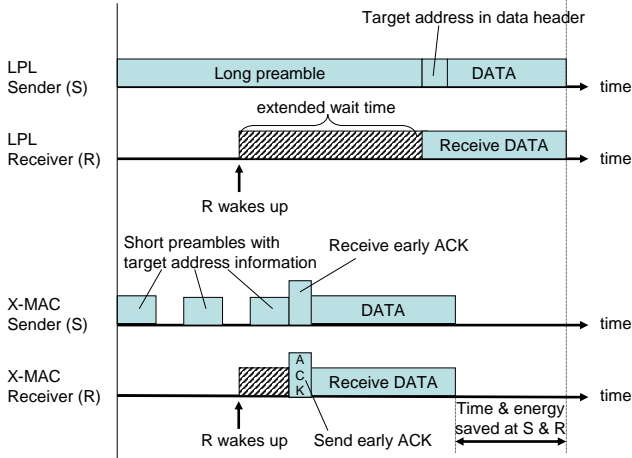 Target address in data header
LPL
Sender (S)
Long preamble
DATA
time
extended wait time
LPL
Receiver (R)
Receive DATA
time
R wakes up
Short preambles with
target address information
Receive early ACK
X-MAC
Sender (S)
DATA
time
X-MAC
Receiver (R)
A
C
K
Receive DATA
time
R wakes up
Send early ACK
Time & energy
saved at S & R